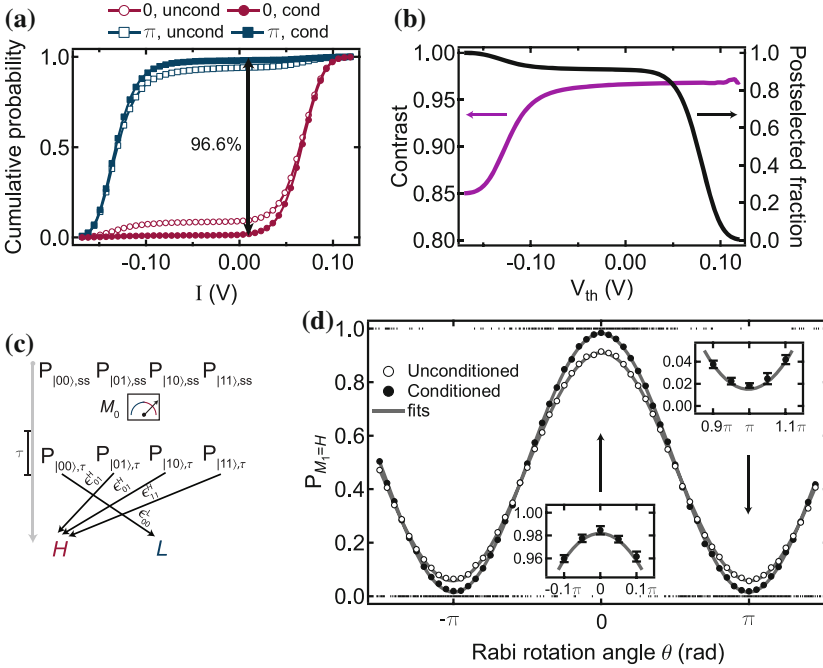 (a)
0, uncond 0, cond
π, uncond π, cond
Cumulative probability
1.0
0.5
0.0
96.6%
-0.10 0.00 0.10
I (V)
(b)
Contrast
1.00
0.95
0.90
0.85
0.80
1.0
0.8
0.6
0.4
0.2
0.0
Postselected fraction
-0.10 0.00 0.10
V_th (V)
(c)
P_|00⟩,ss P_|01⟩,ss P_|10⟩,ss P_|11⟩,ss
M_0
τ
P_|00⟩,τ P_|01⟩,τ P_|10⟩,τ P_|11⟩,τ
H L
(d)
P_{M_1=H}
1.0
0.8
0.6
0.4
0.2
0.0
Unconditioned
Conditioned
fits
0.04
0.02
0.00
0.9π π 1.1π
1.00
0.98
0.96
-0.1π 0 0.1π
-π 0 π
Rabi rotation angle θ (rad)